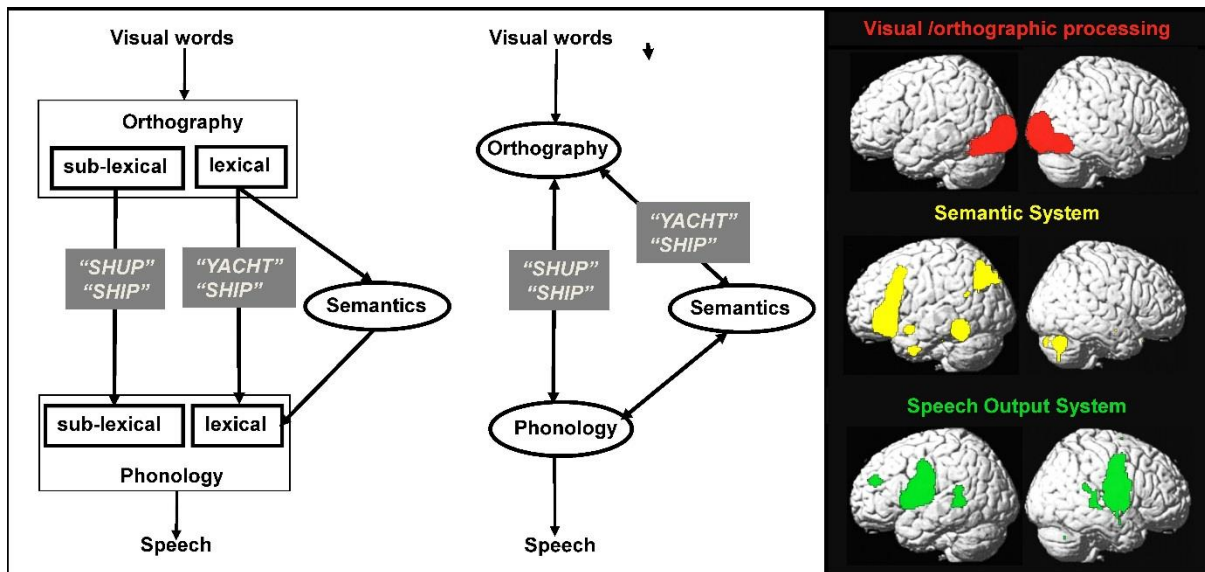 Visual words
Orthography
sub-lexical
lexical
“SHUP”
“SHIP”
“YACHT”
“SHIP”
Semantics
sub-lexical
lexical
Phonology
Speech
Visual words
Orthography
“YACHT”
“SHIP”
“SHUP”
“SHIP”
Semantics
Phonology
Speech
Visual /orthographic processing
Semantic System
Speech Output System